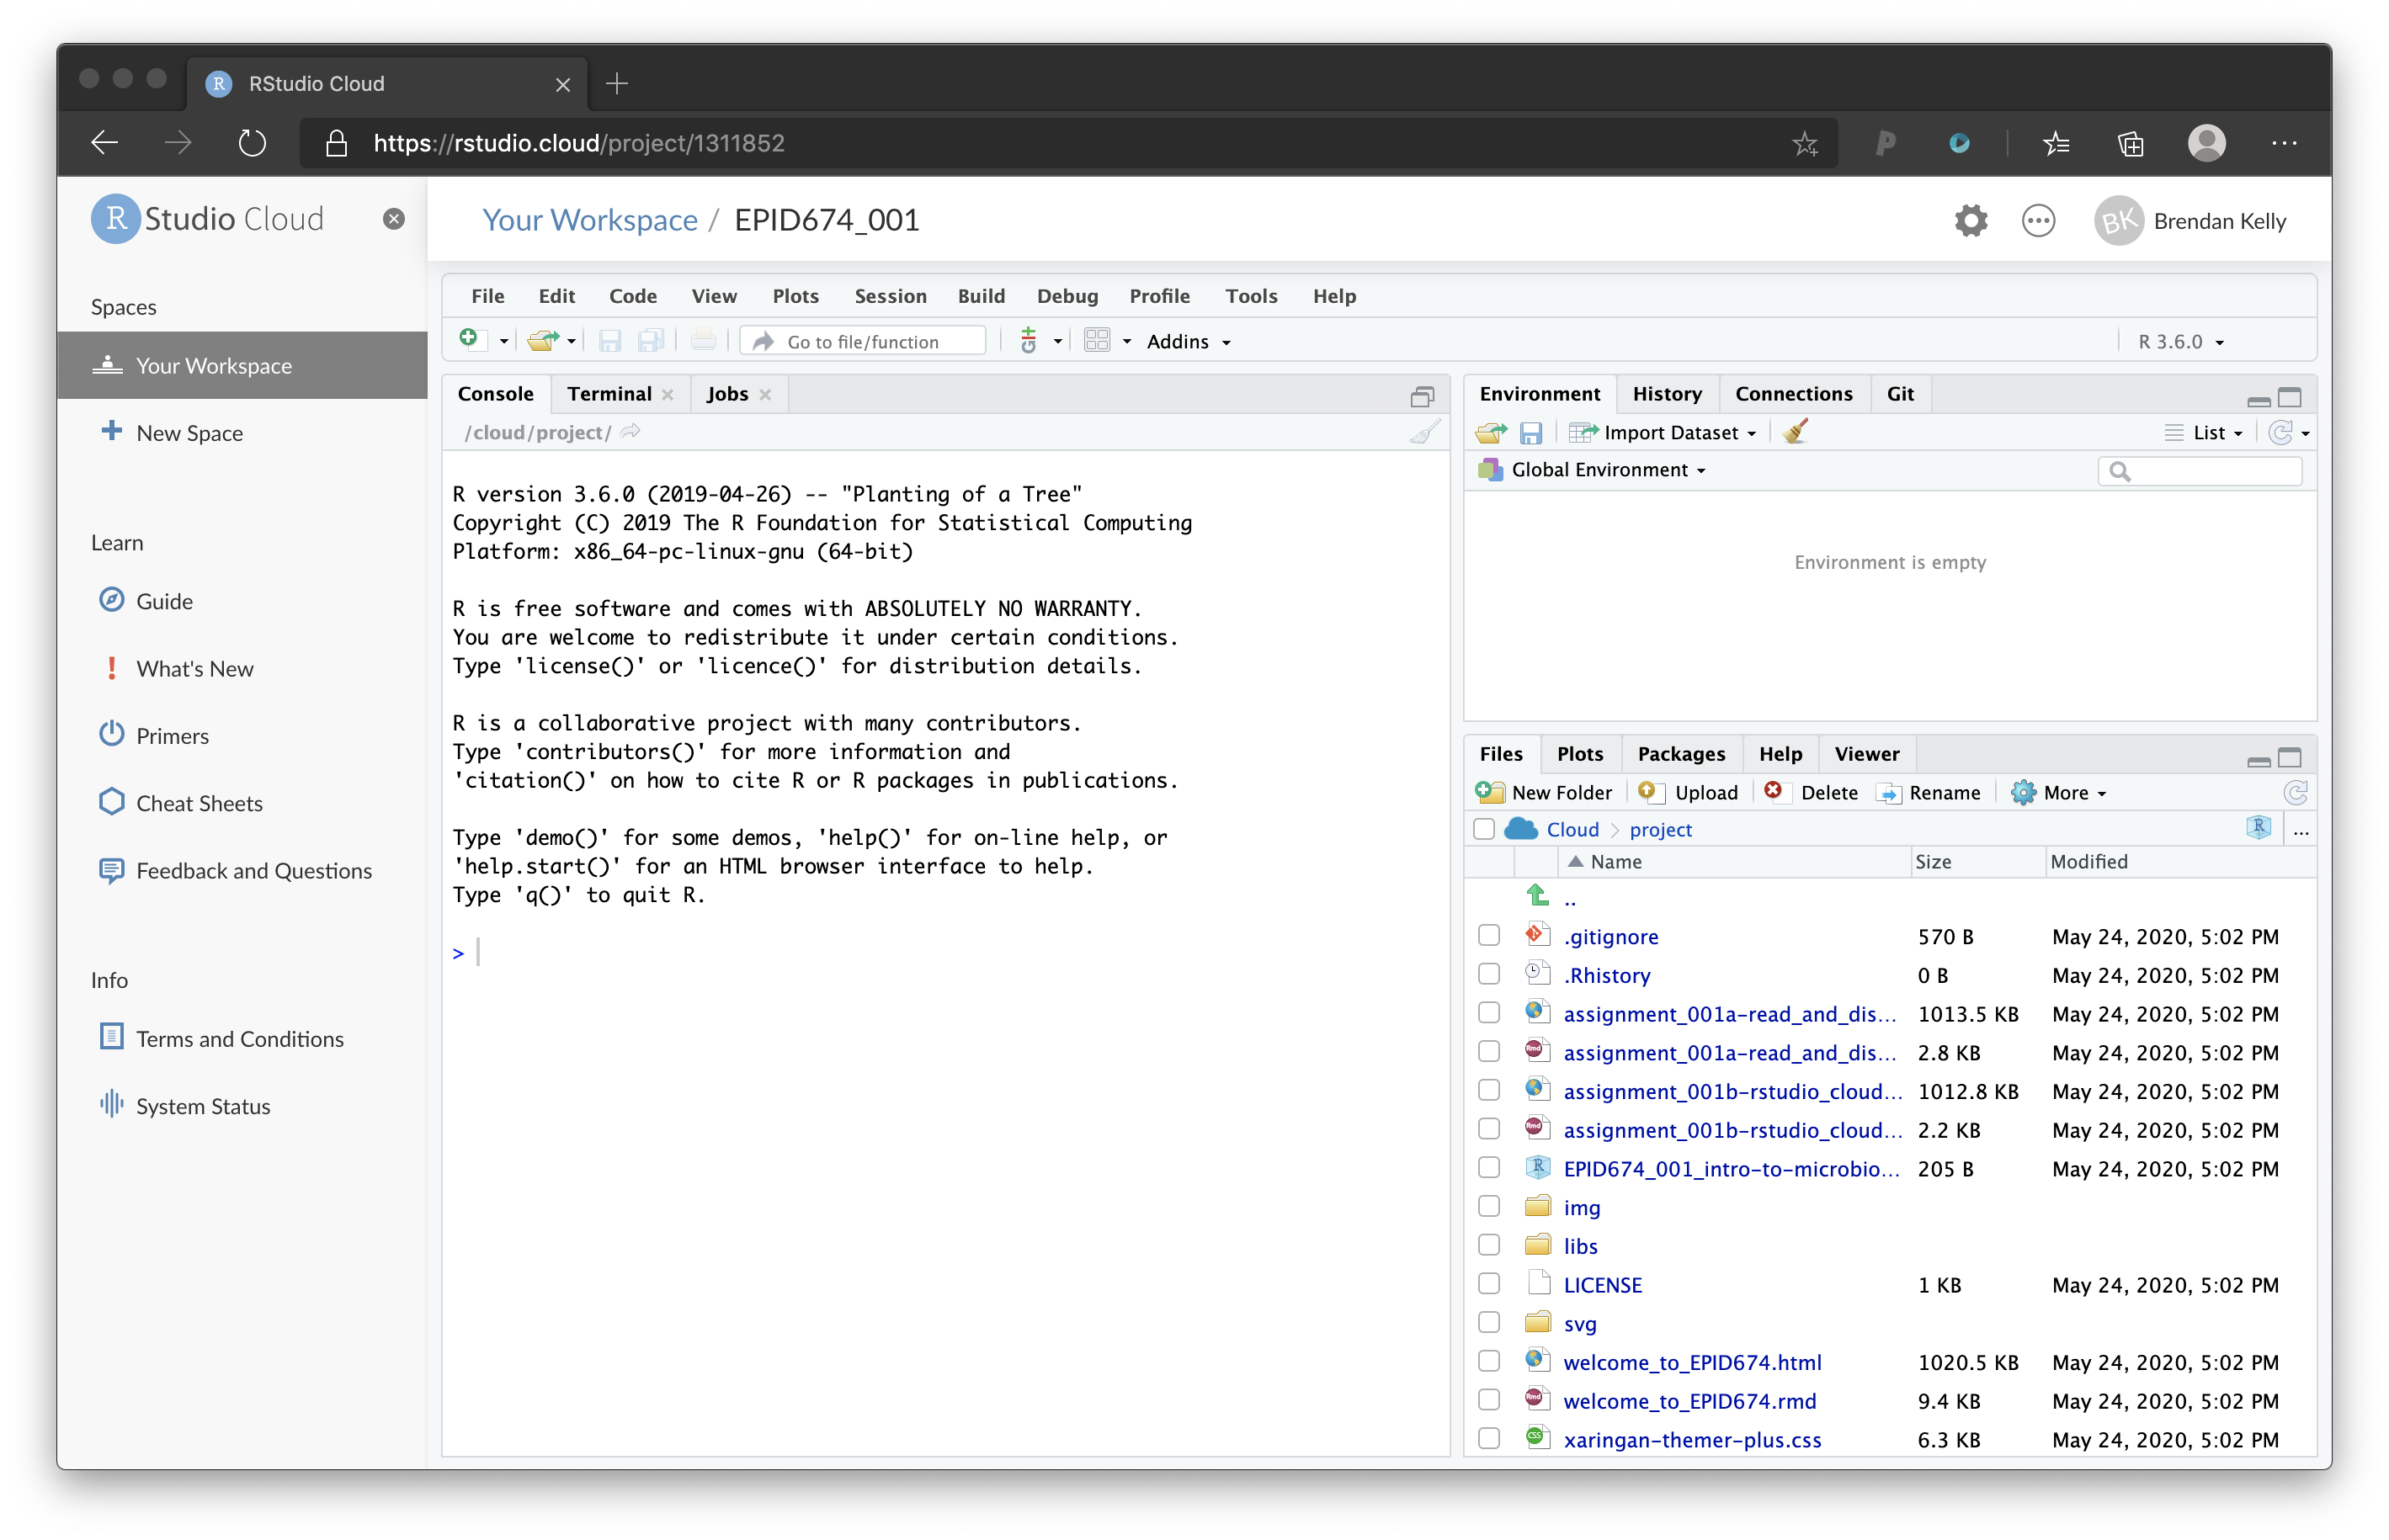 RStudio Cloud
https://rstudio.cloud/project/1311852
R Studio Cloud
Your Workspace / EPID674_001
BK Brendan Kelly
Spaces
Your Workspace
New Space
Learn
Guide
What's New
Primers
Cheat Sheets
Feedback and Questions
Info
Terms and Conditions
System Status
File Edit Code View Plots Session Build Debug Profile Tools Help
Go to file/function Git Addins R 3.6.0
Console Terminal Jobs
/cloud/project/
R version 3.6.0 (2019-04-26) -- "Planting of a Tree"
Copyright (C) 2019 The R Foundation for Statistical Computing
Platform: x86_64-pc-linux-gnu (64-bit)
R is free software and comes with ABSOLUTELY NO WARRANTY.
You are welcome to redistribute it under certain conditions.
Type 'license()' or 'licence()' for distribution details.
R is a collaborative project with many contributors.
Type 'contributors()' for more information and
'citation()' on how to cite R or R packages in publications.
Type 'demo()' for some demos, 'help()' for on-line help, or
'help.start()' for an HTML browser interface to help.
Type 'q()' to quit R.
>
Environment History Connections Git
Import Dataset List
Global Environment
Environment is empty
Files Plots Packages Help Viewer
New Folder Upload Delete Rename More
Cloud > project ...
Name Size Modified
..
.gitignore 570 B May 24, 2020, 5:02 PM
.Rhistory 0 B May 24, 2020, 5:02 PM
assignment_001a-read_and_dis... 1013.5 KB May 24, 2020, 5:02 PM
assignment_001a-read_and_dis... 2.8 KB May 24, 2020, 5:02 PM
assignment_001b-rstudio_cloud... 1012.8 KB May 24, 2020, 5:02 PM
assignment_001b-rstudio_cloud... 2.2 KB May 24, 2020, 5:02 PM
EPID674_001_intro-to-microbio... 205 B May 24, 2020, 5:02 PM
img
libs
LICENSE 1 KB May 24, 2020, 5:02 PM
svg
welcome_to_EPID674.html 1020.5 KB May 24, 2020, 5:02 PM
welcome_to_EPID674.rmd 9.4 KB May 24, 2020, 5:02 PM
xaringan-themer-plus.css 6.3 KB May 24, 2020, 5:02 PM